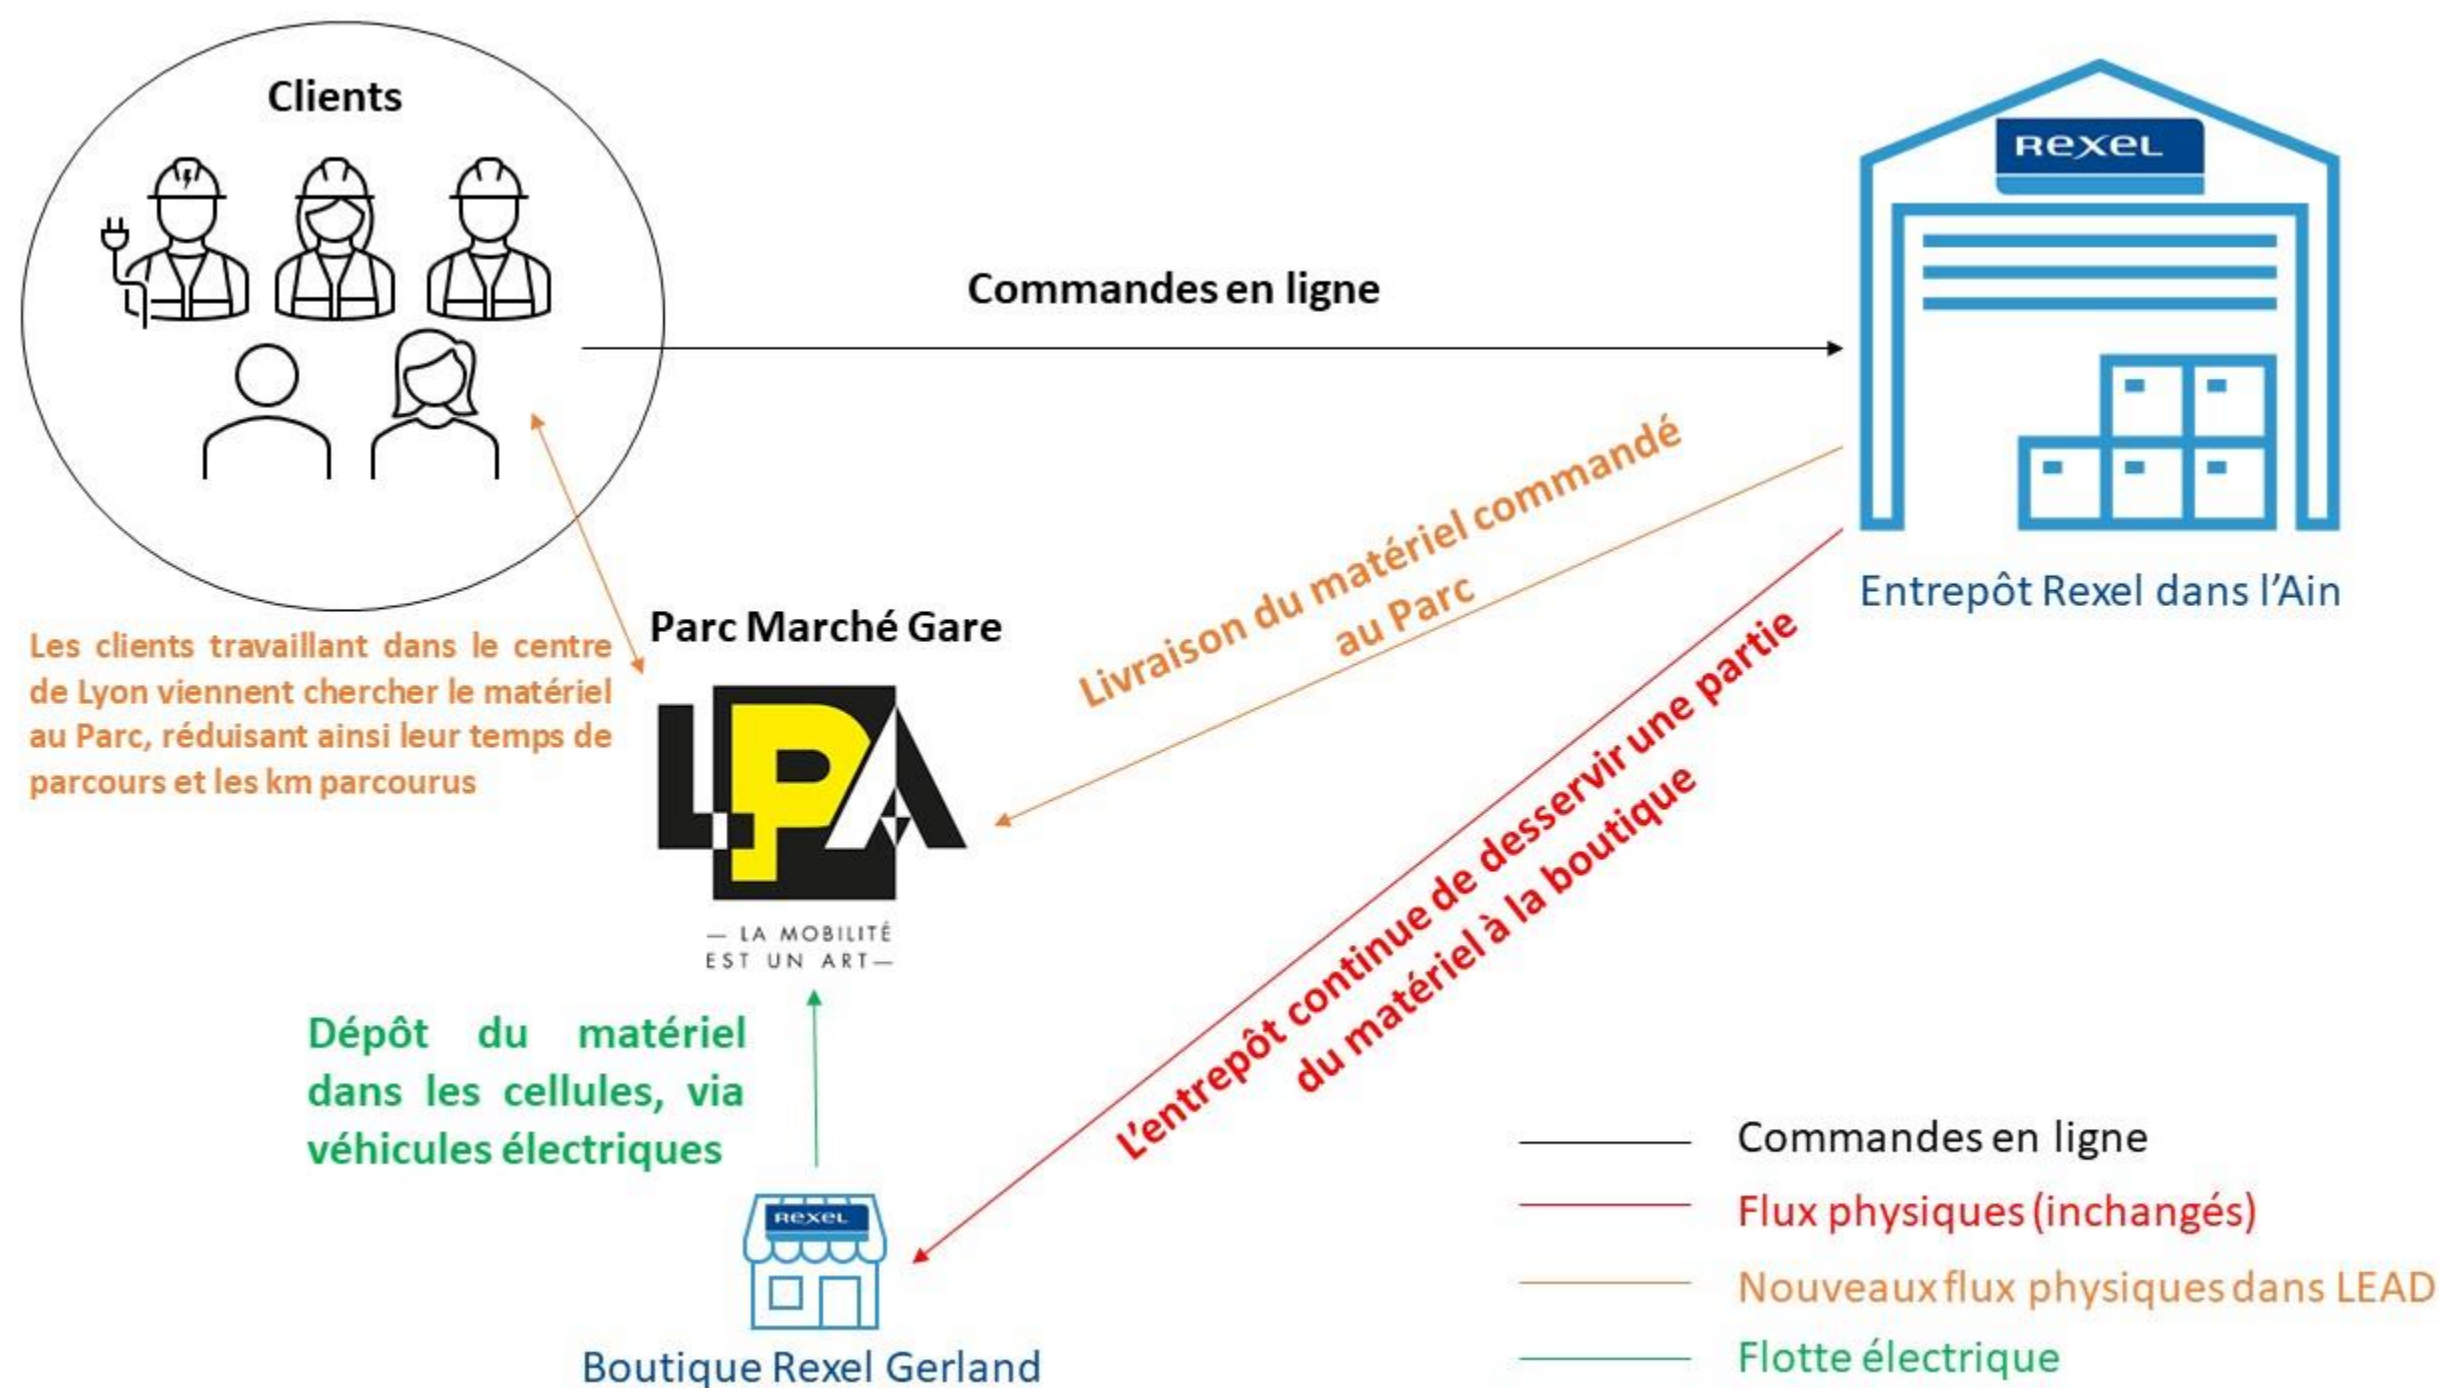 Clients
Commandes en ligne
REXEL
Entrepôt Rexel dans l'Ain
Livraison du matériel commandé
au Parc
Les clients travaillant dans le centre
de Lyon viennent chercher le matériel
au Parc, réduisant ainsi leur temps de
parcours et les km parcourus
Parc Marché Gare
LPA
— LA MOBILITÉ
EST UN ART—
L'entrepôt continue de desservir une partie
du matériel à la boutique
Dépôt du matériel
dans les cellules, via
véhicules électriques
REXEL
Boutique Rexel Gerland
Commandes en ligne
Flux physiques (inchangés)
Nouveaux flux physiques dans LEAD
Flotte électrique